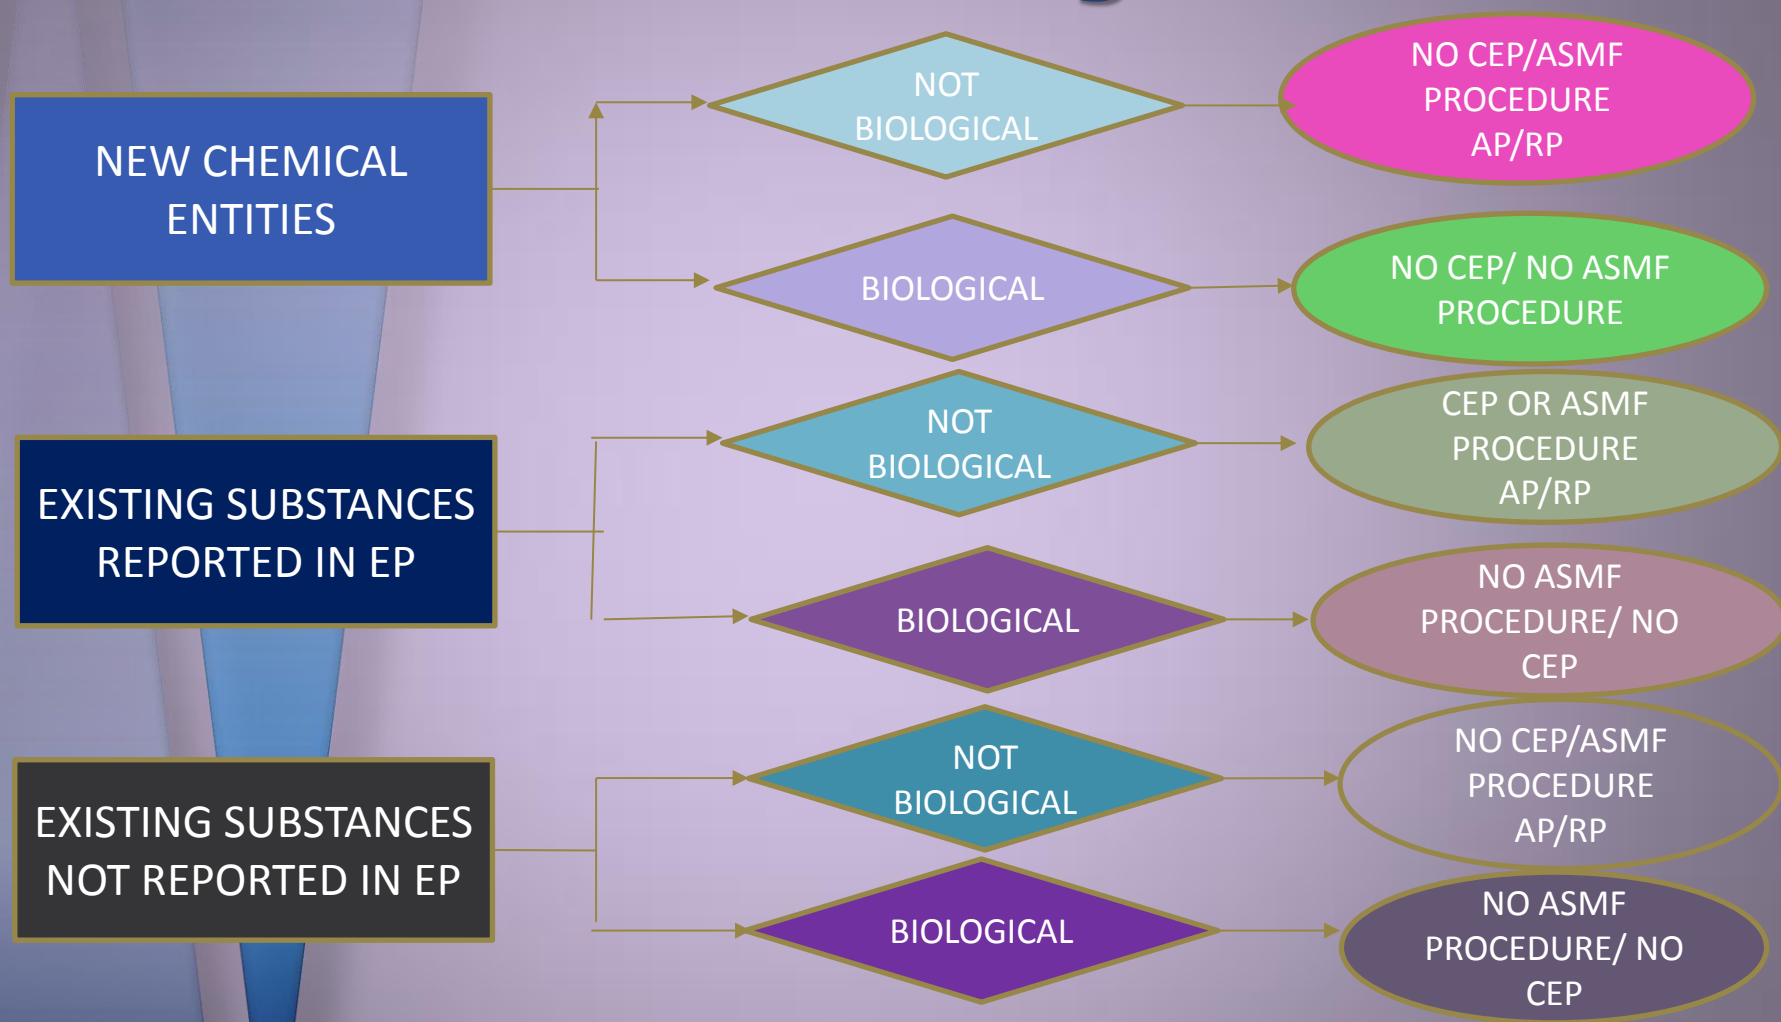 NEW CHEMICAL
ENTITIES
NOT
BIOLOGICAL
NO CEP/ASMF
PROCEDURE
AP/RP
BIOLOGICAL
NO CEP/ NO ASMF
PROCEDURE
EXISTING SUBSTANCES
REPORTED IN EP
NOT
BIOLOGICAL
CEP OR ASMF
PROCEDURE
AP/RP
BIOLOGICAL
NO ASMF
PROCEDURE/ NO
CEP
EXISTING SUBSTANCES
NOT REPORTED IN EP
NOT
BIOLOGICAL
NO CEP/ASMF
PROCEDURE
AP/RP
BIOLOGICAL
NO ASMF
PROCEDURE/ NO
CEP